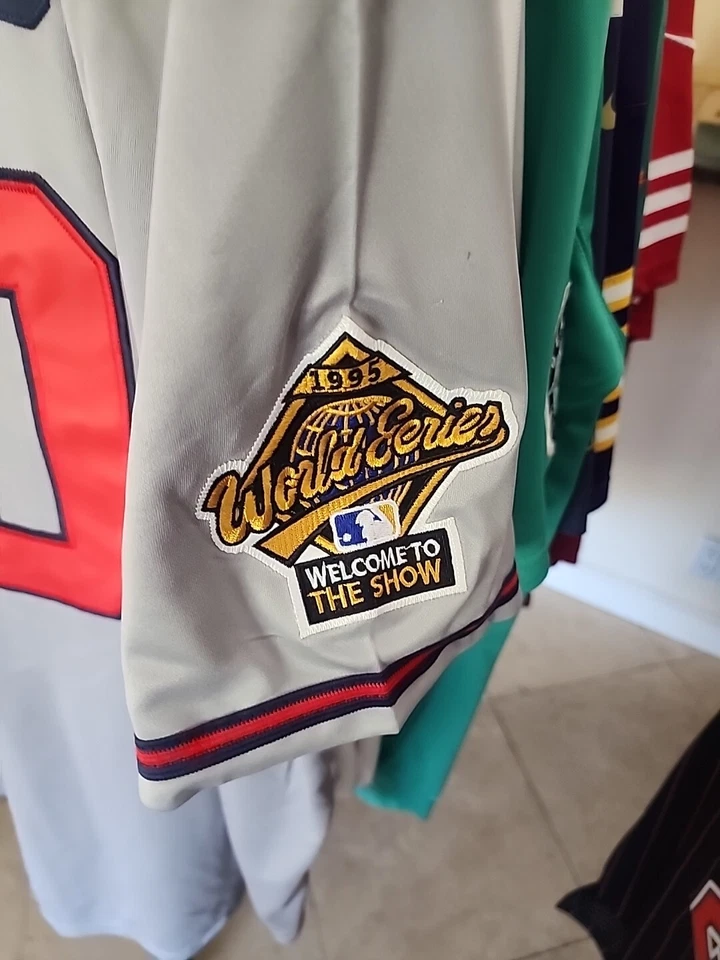 1995
World Series
WELCOME TO
THE SHOW